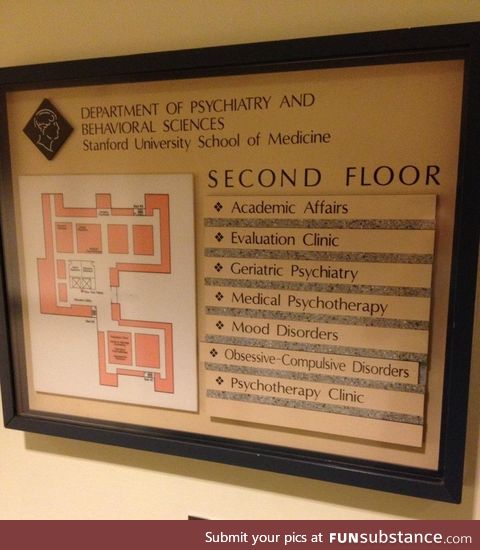 DEPARTMENT OF PSYCHIATRY AND
BEHAVIORAL SCIENCES
Stanford University School of Medicine
SECOND FLOOR
❖ Academic Affairs
❖ Evaluation Clinic
❖ Geriatric Psychiatry
❖ Medical Psychotherapy
❖ Mood Disorders
❖ Obsessive-Compulsive Disorders
❖ Psychotherapy Clinic
Submit your pics at FUNsubstance.com